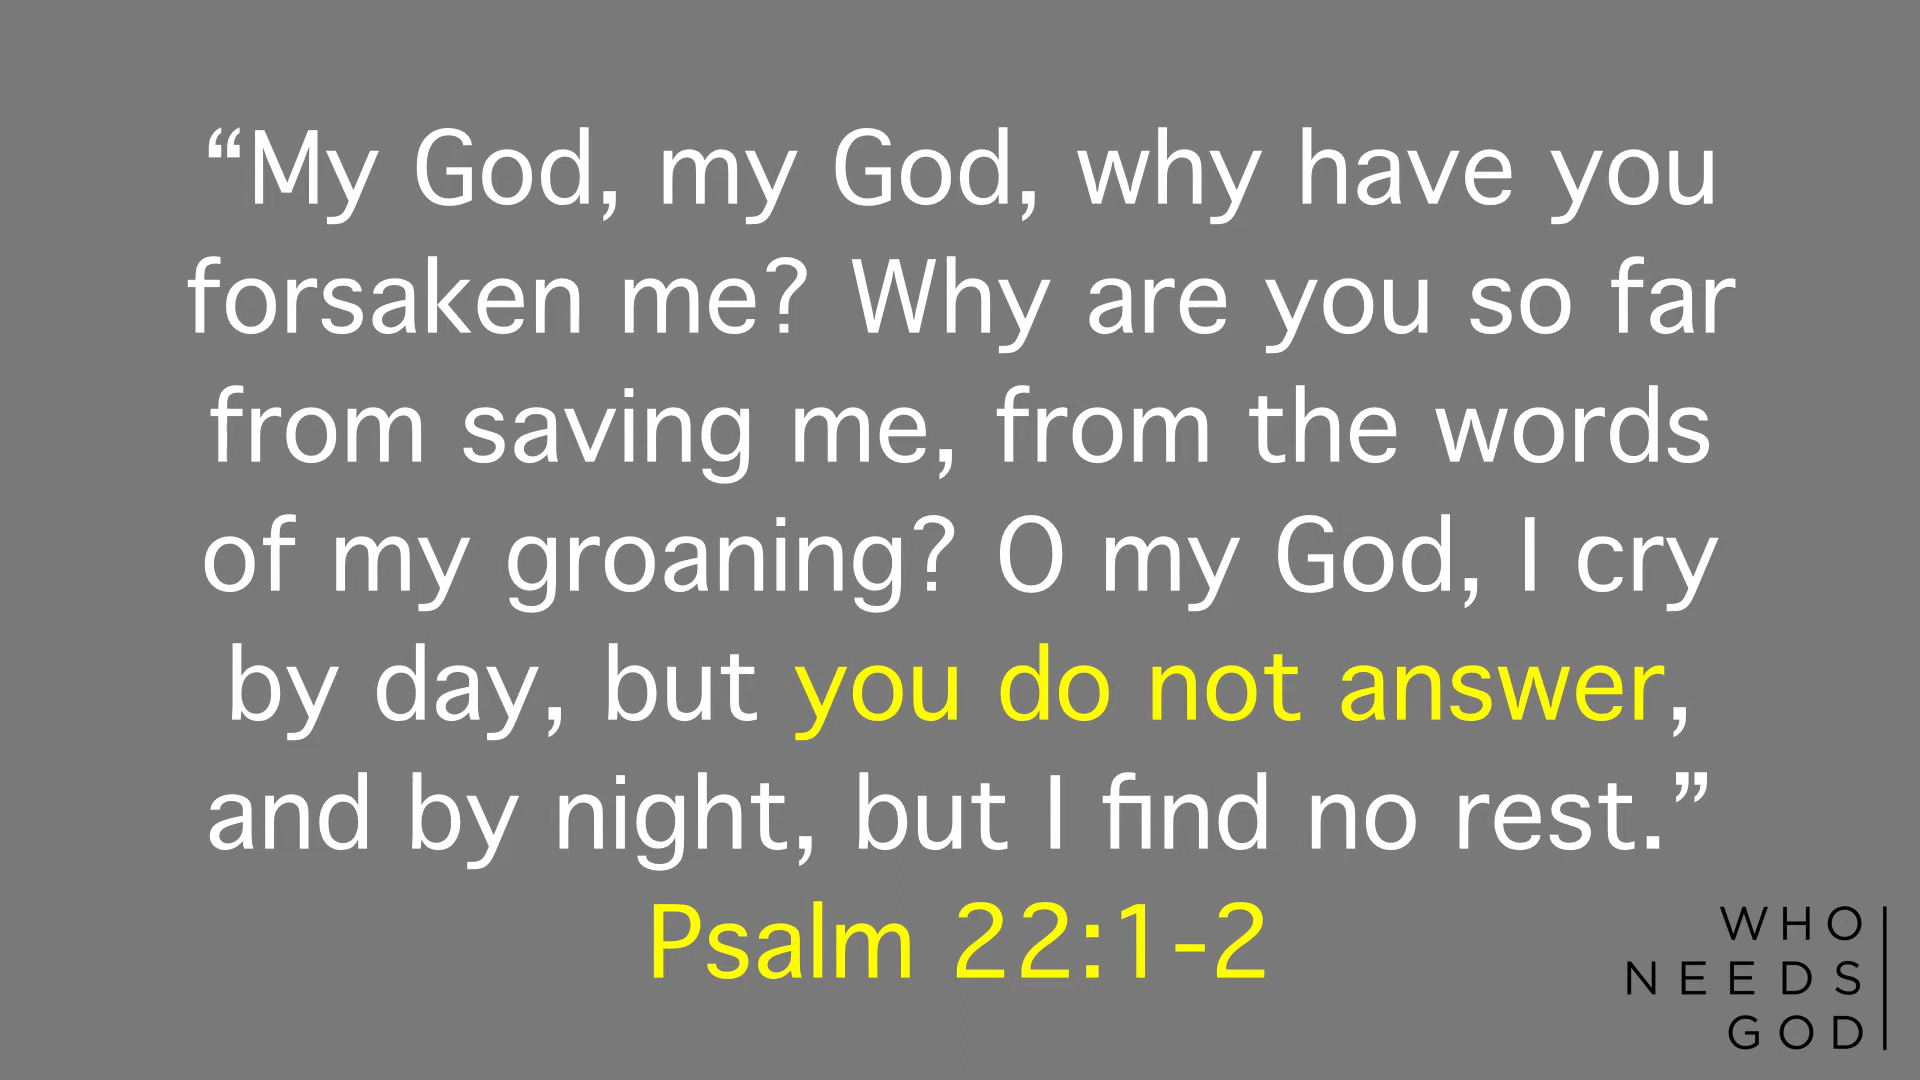 “My God, my God, why have you
forsaken me? Why are you so far
from saving me, from the words
of my groaning? O my God, I cry
by day, but you do not answer,
and by night, but I find no rest.”
Psalm 22:1-2
WHO
NEEDS
GOD